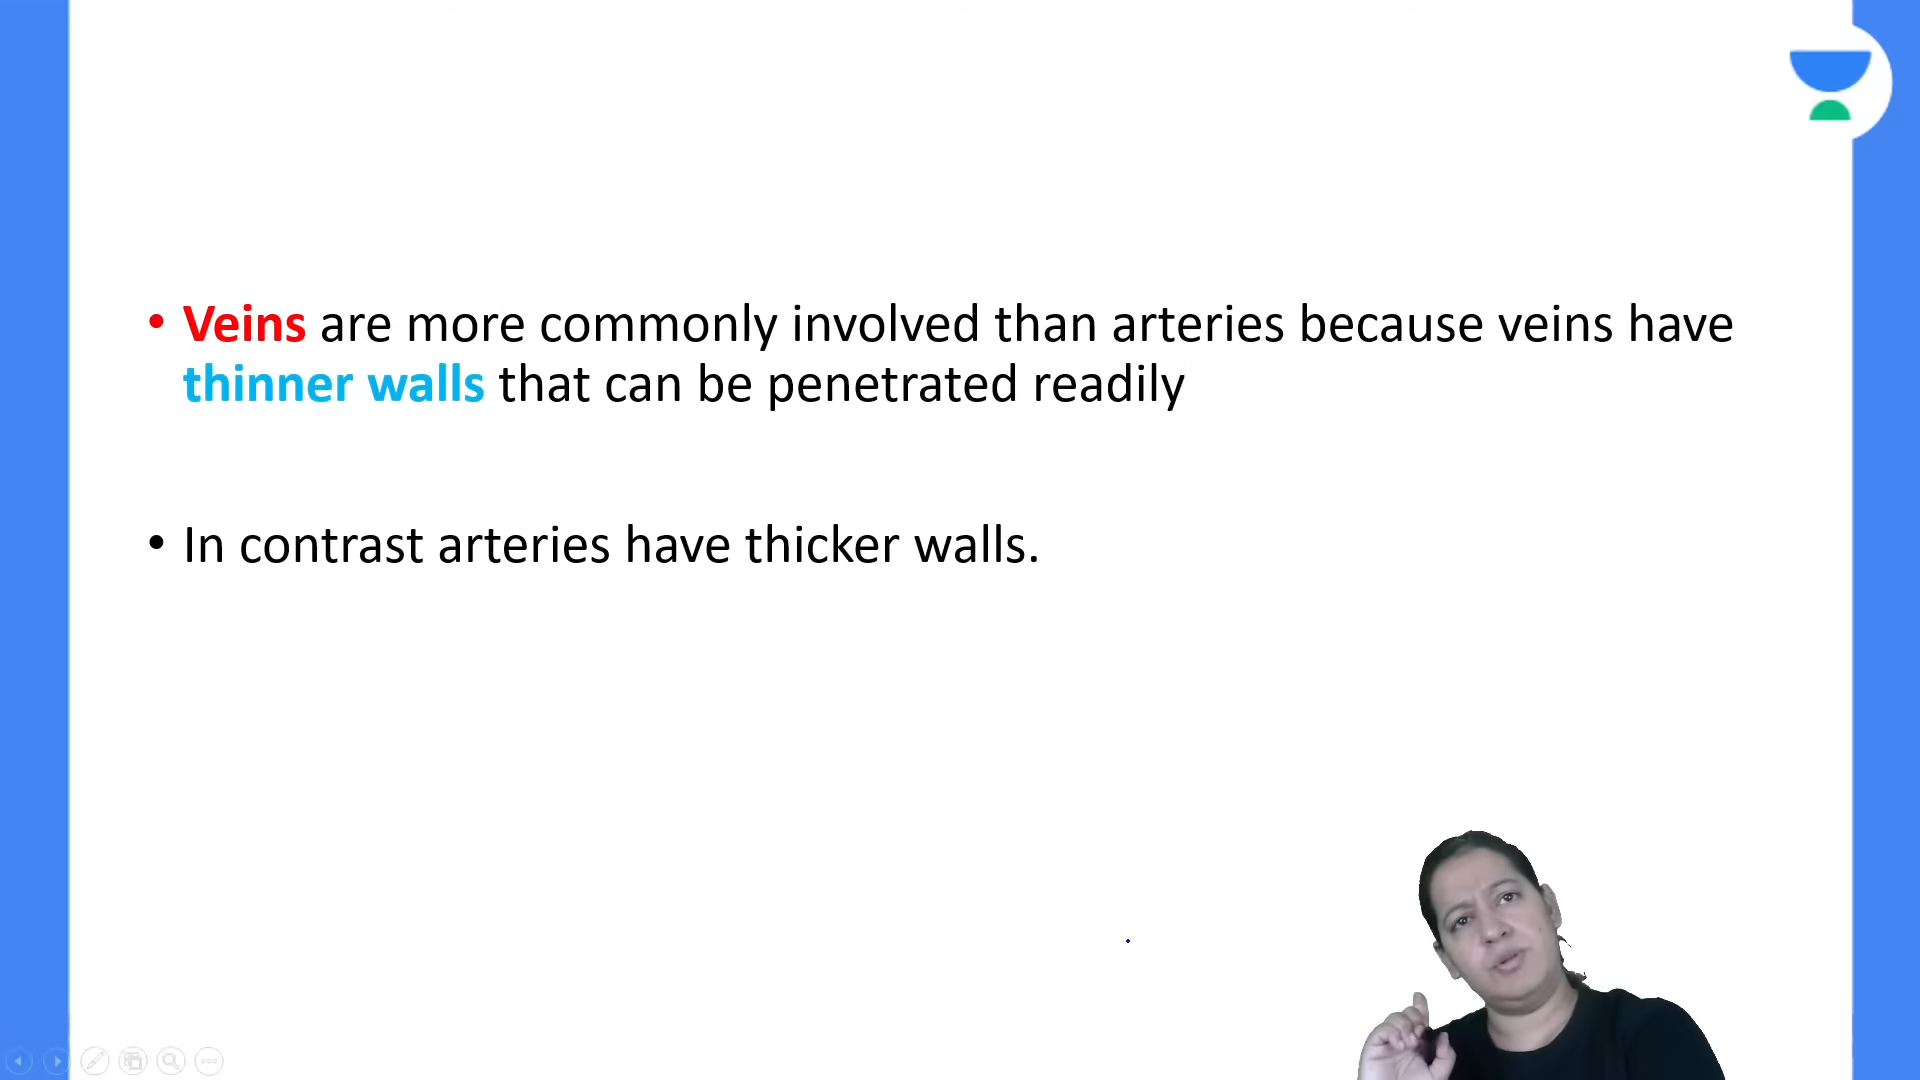 • Veins are more commonly involved than arteries because veins have
thinner walls that can be penetrated readily
• In contrast arteries have thicker walls.